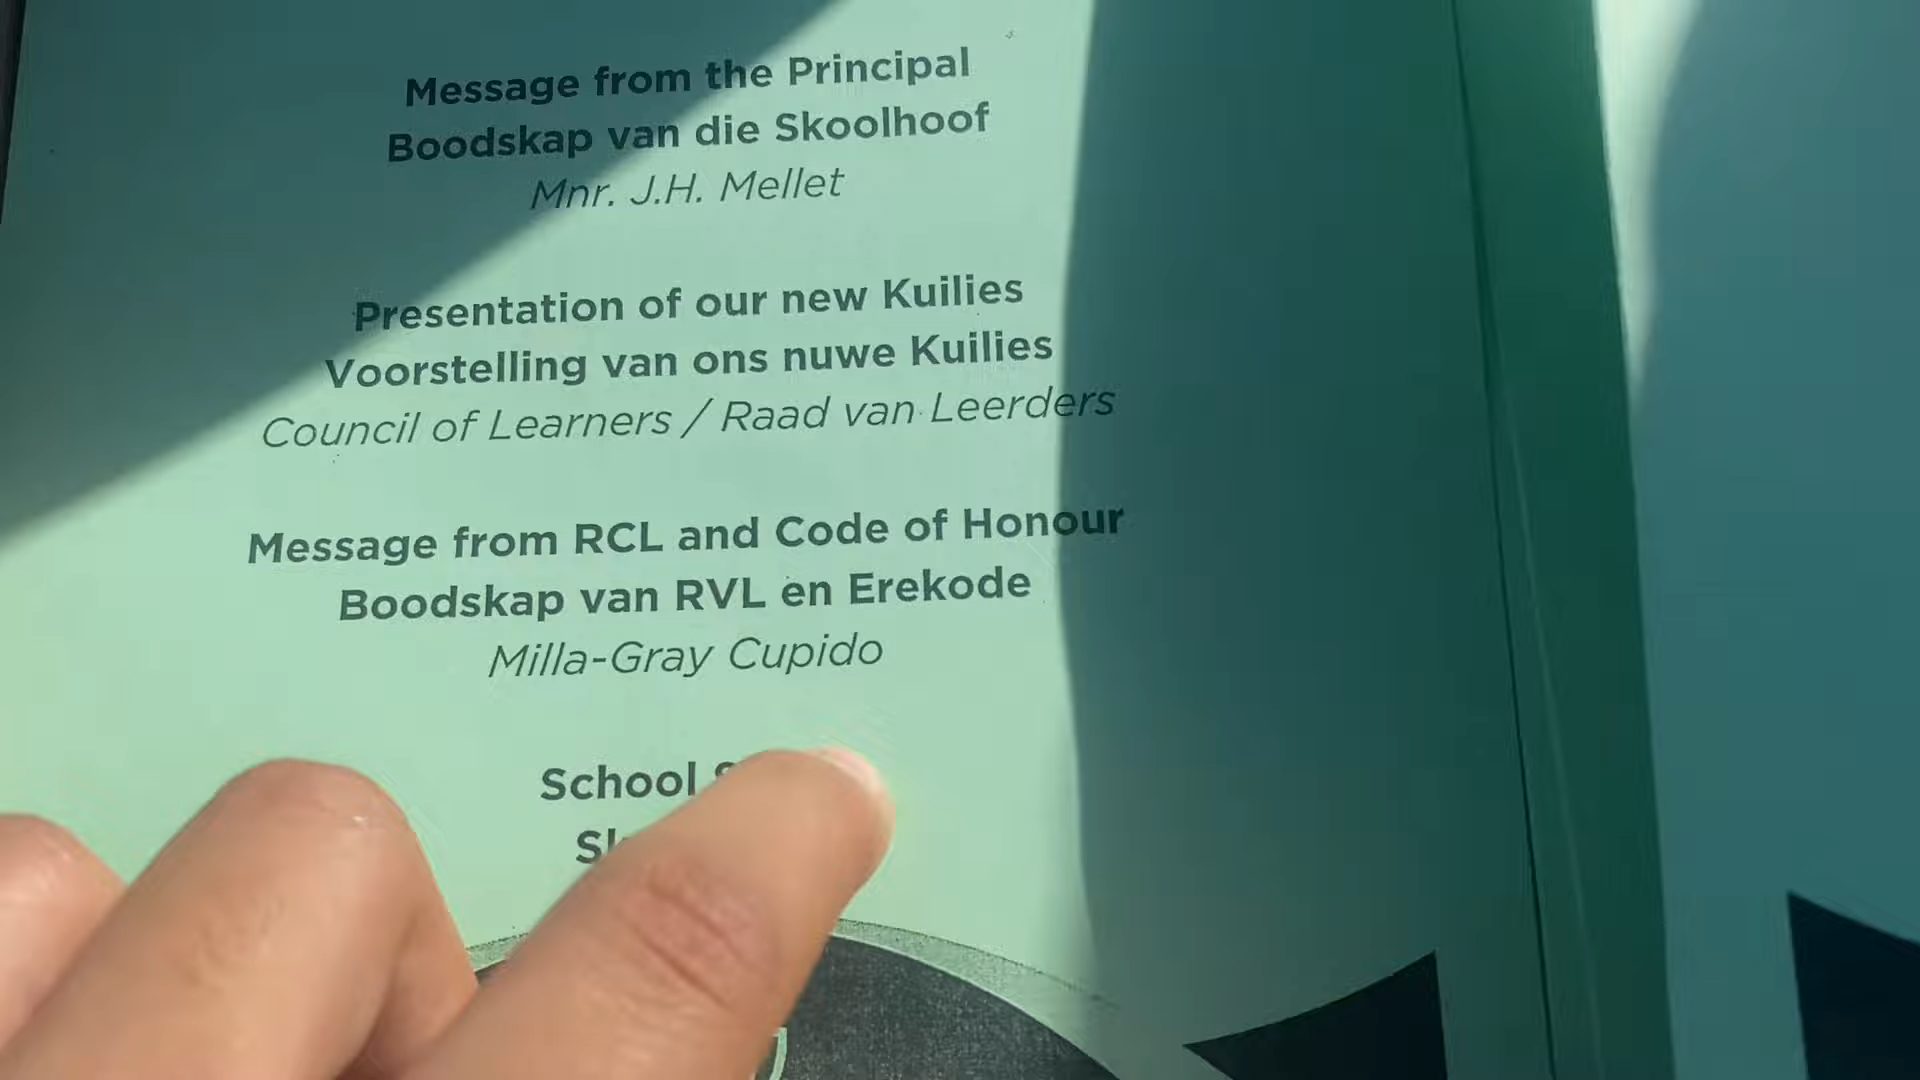 Message from the Principal
Boodskap van die Skoolhoof
Mnr. J.H. Mellet
Presentation of our new Kuilies
Voorstelling van ons nuwe Kuilies
Council of Learners / Raad van Leerders
Message from RCL and Code of Honour
Boodskap van RVL en Erekode
Milla-Gray Cupido
School